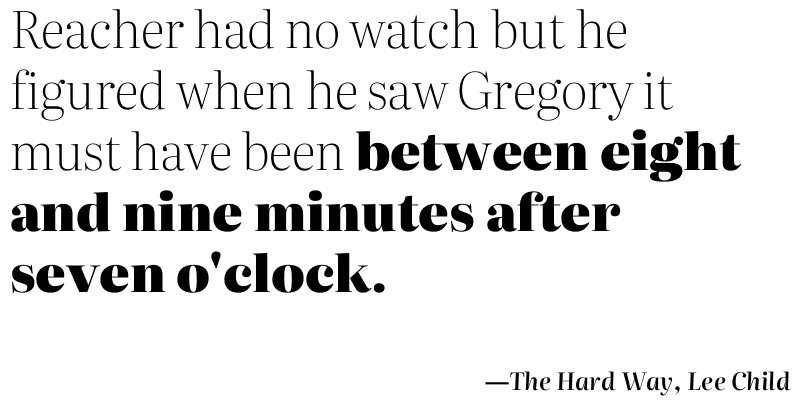 Reacher had no watch but he
figured when he saw Gregory it
must have been between eight
and nine minutes after
seven o'clock.
—The Hard Way, Lee Child